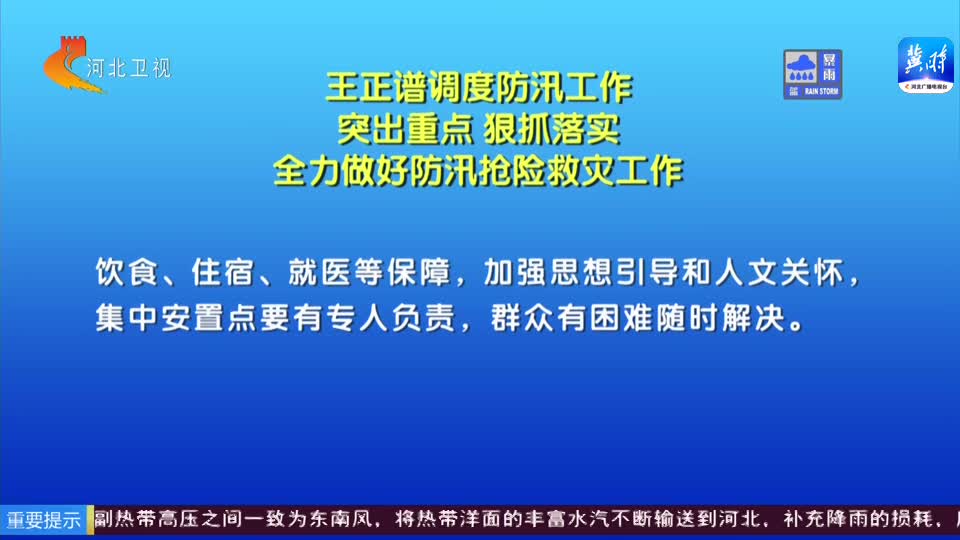 河北卫视
暴雨
蓝
RAIN STORM
冀时
河北广播电视台
王正谱调度防汛工作
突出重点 狠抓落实
全力做好防汛抢险救灾工作
饮食、住宿、就医等保障，加强思想引导和人文关怀，
集中安置点要有专人负责，群众有困难随时解决。
重要提示
副热带高压之间一致为东南风，将热带洋面的丰富水汽不断输送到河北，补充降雨的损耗，